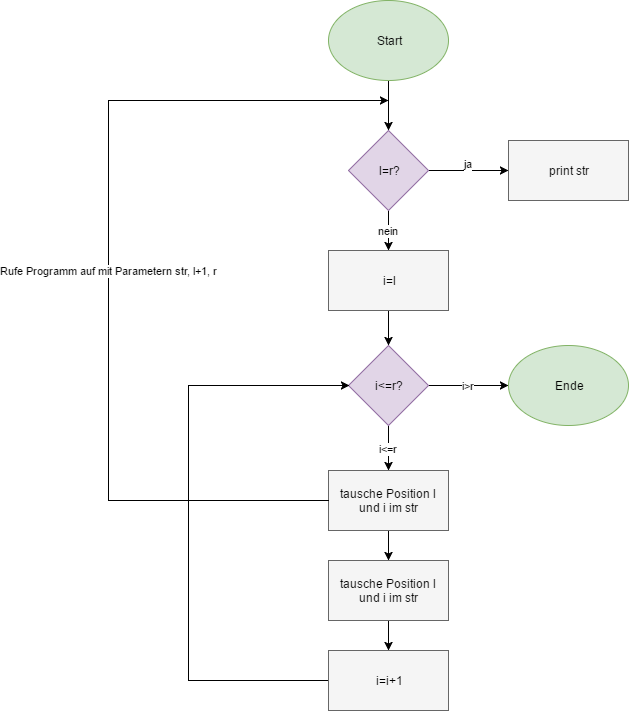 Start
l=r?
ja
print str
nein
Rufe Programm auf mit Parametern str, l+1, r
i=l
i<=r?
i>r
Ende
i<=r
tausche Position l
und i im str
tausche Position l
und i im str
i=i+1